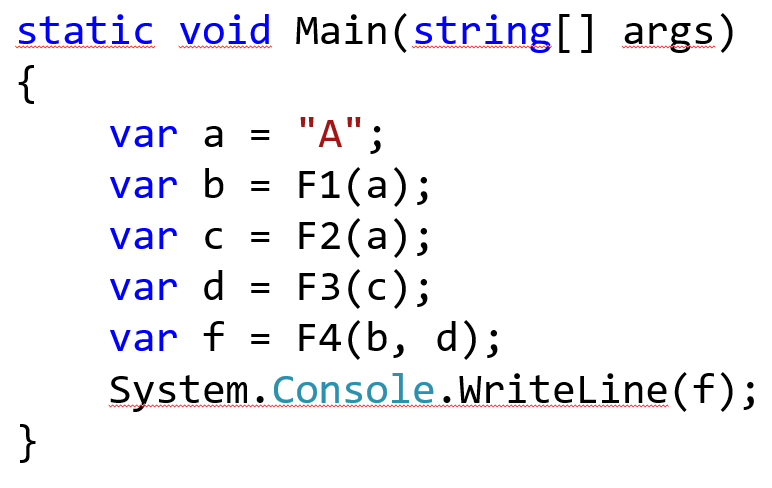 static void Main(string[] args)
{
    var a = "A";
    var b = F1(a);
    var c = F2(a);
    var d = F3(c);
    var f = F4(b, d);
    System.Console.WriteLine(f);
}